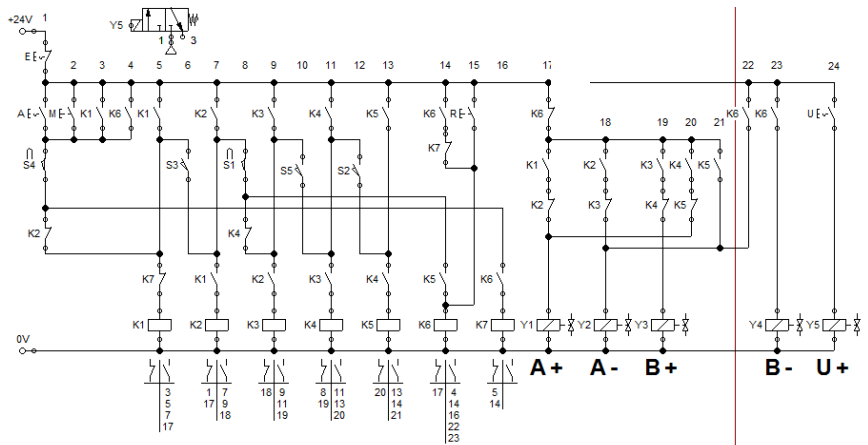 +24V 1 Y5
1 3
2 3 4 5 6 7 8 9 10 11 12 13 14 15 16 17 22 23 24
E
A M K1 K6 K1 K2 K3 K4 K5 K6 R K6 K6 K6 U
18 19 20 21
K7
S4 S3 S1 S5 S2 K1 K2 K3 K4 K5
K2 K3 K4 K5
K2 K4
K7 K1 K2 K3 K4 K5 K6
K1 K2 K3 K4 K5 K6 K7 Y1 Y2 Y3 Y4 Y5
0V
A+ A- B+ B- U+
3 1 7 18 9 8 11 20 13 17 4 5
5 17 9 11 19 13 14 14 14
7 18 19 20 21 16
17 22
23